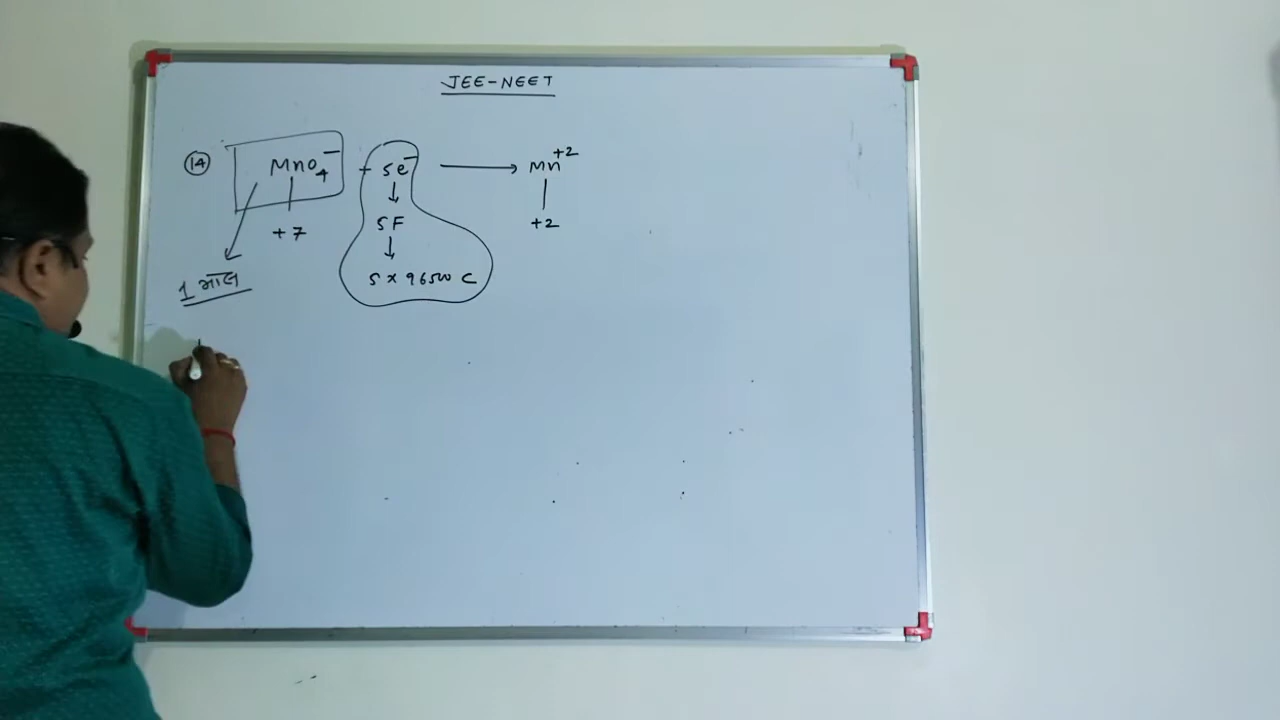 JEE-NEET
14 MnO4⁻ + 5e⁻ → Mn+2
+7 ↓ +2
5F
↓
1 मोल 5 x 96500 C